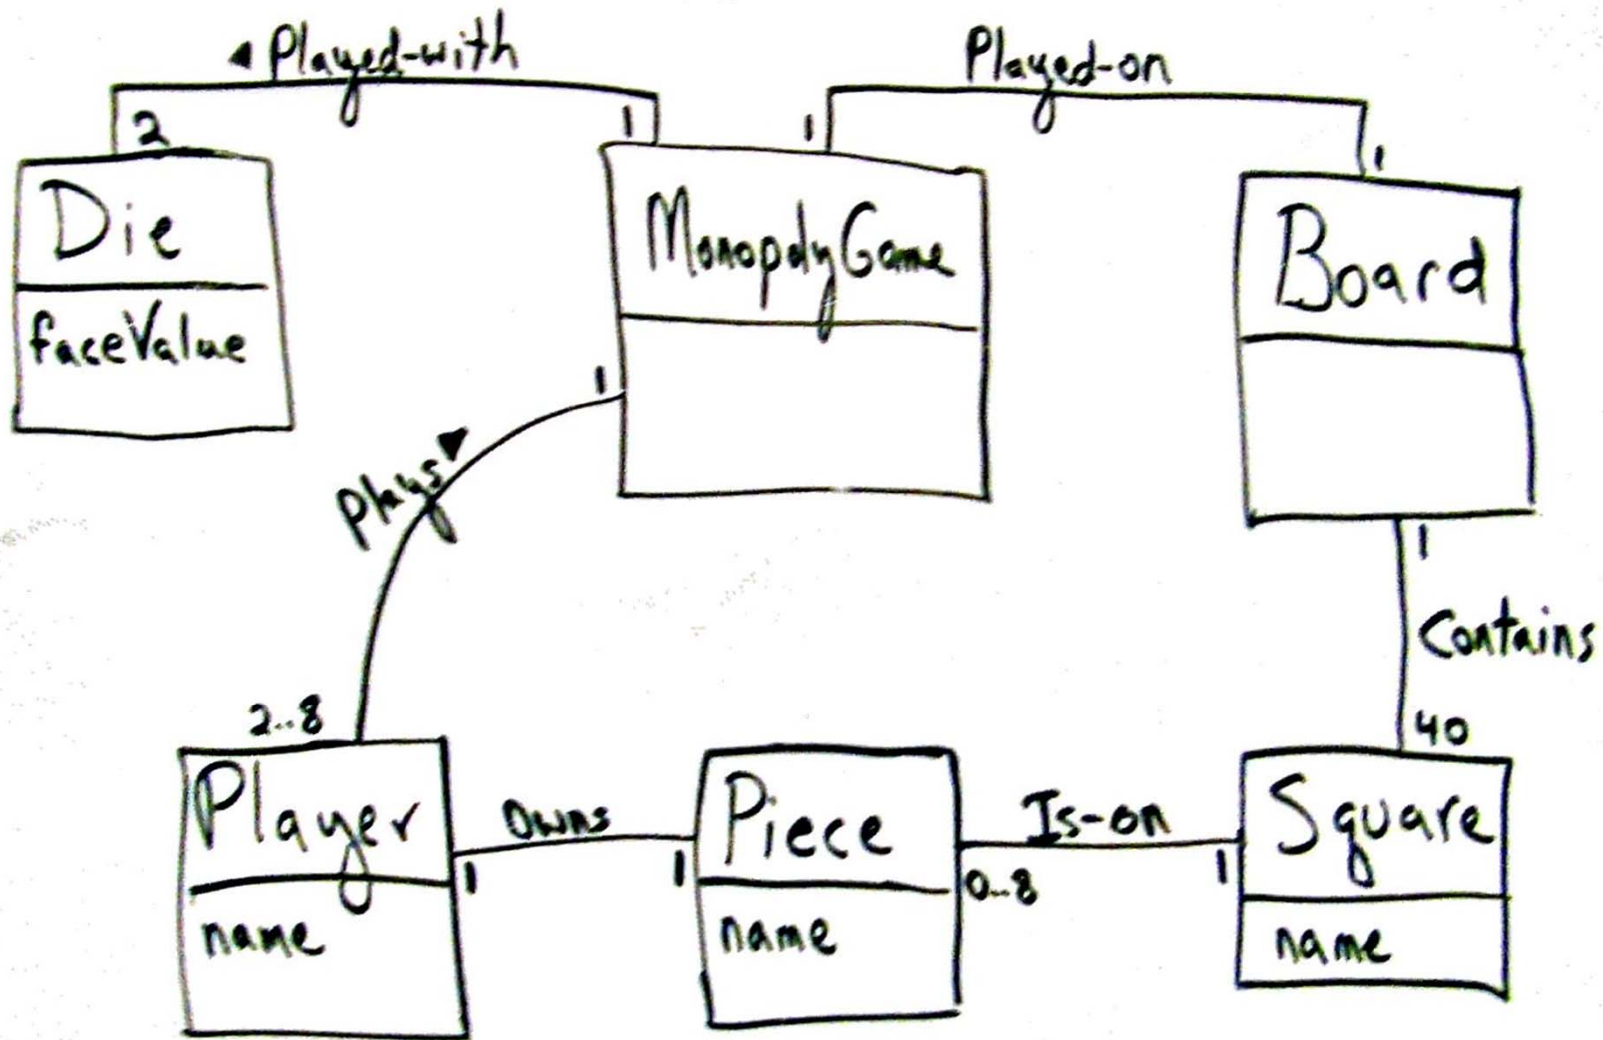 ◄ Played-with
Played-on
2
1
1
1
Die
faceValue
MonopolyGame
Board
1
Plays ►
1
Contains
2..8
40
Player
name
Owns
1
1
Piece
name
Is-on
0..8
1
Square
name